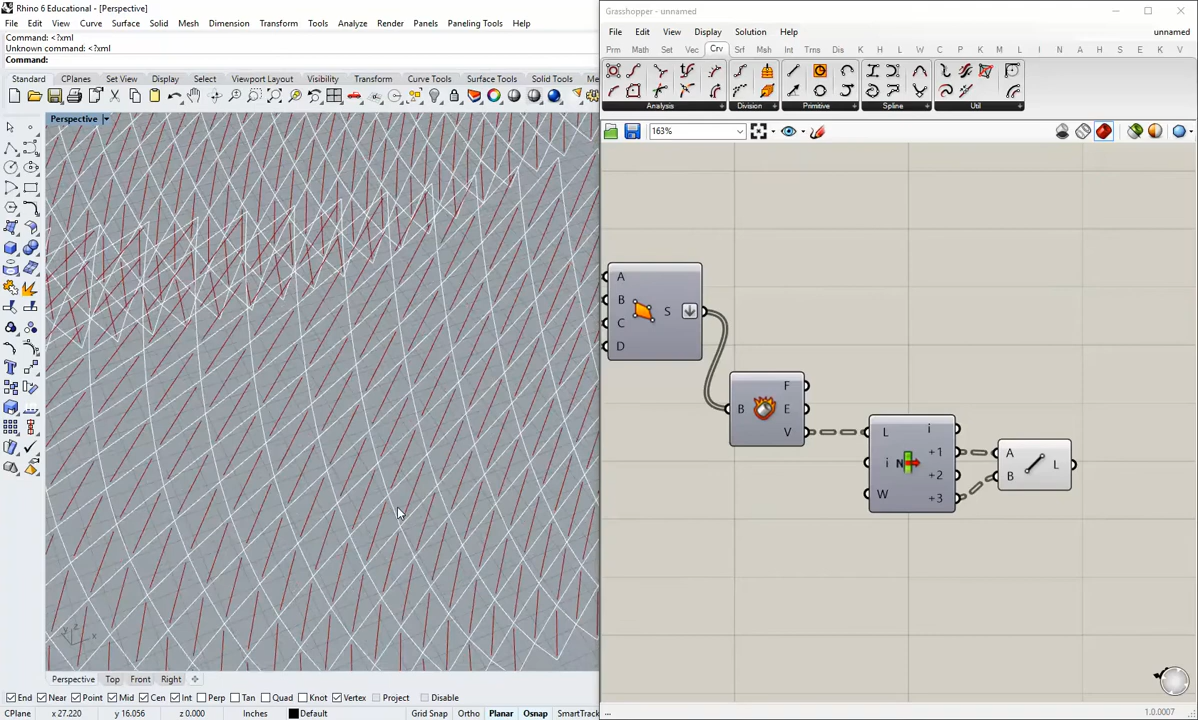 Rhino 6 Educational - [Perspective]
File Edit View Curve Surface Solid Mesh Dimension Transform Tools Analyze Render Panels Paneling Tools Help
Command: <?xml
Unknown command: <?xml
Command:
Standard CPlanes Set View Display Select Viewport Layout Visibility Transform Curve Tools Surface Tools Solid Tools Me
Perspective
z
y
x
Perspective Top Front Right
End Near Point Mid Cen Int Perp Tan Quad Knot Vertex Project Disable
CPlane x 27.220 y 16.056 z 0.000 Inches Default Grid Snap Ortho Planar Osnap SmartTrack
Grasshopper - unnamed
File Edit View Display Solution Help unnamed
Prm Math Set Vec Crv Srf Msh Int Trns Dis K H L W H L K M K L N A H E K V
Analysis + Division + Primitive + Spline + Util +
163%
A
B
C
D
S
B
F
E
V
L
i
W
N
i
+1
+2
+3
A
B
L
... 1.0.0007